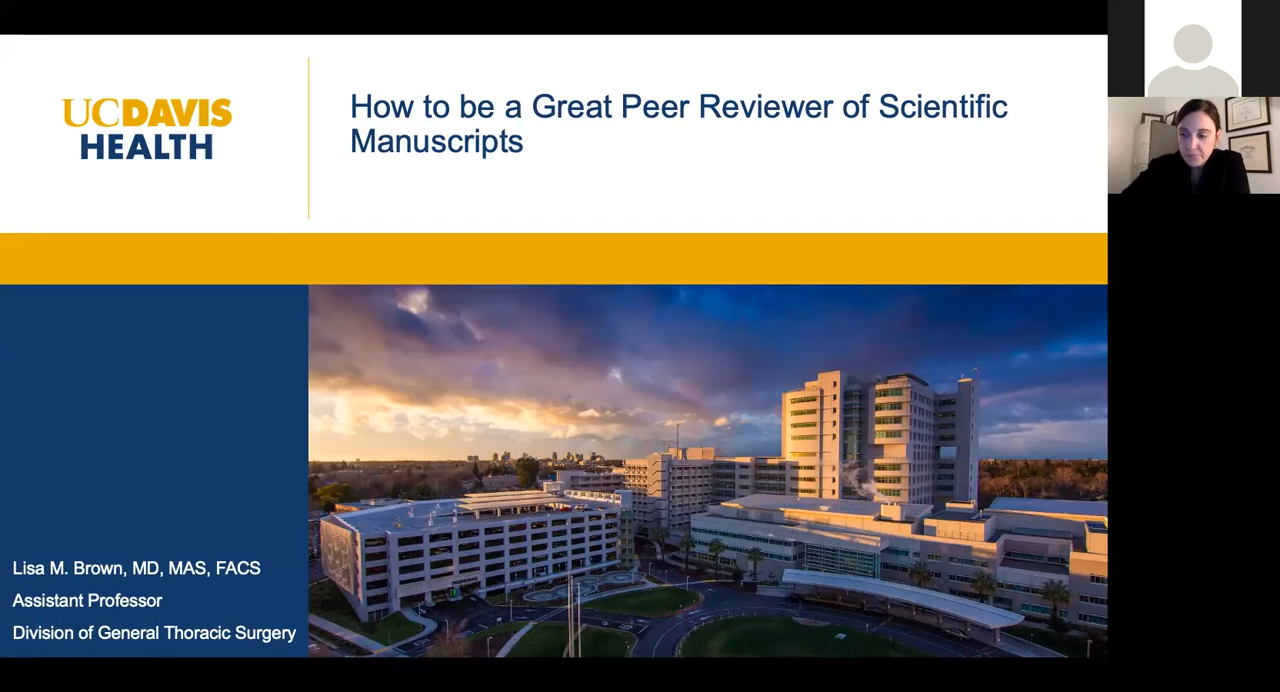 UCDAVIS
HEALTH
How to be a Great Peer Reviewer of Scientific
Manuscripts
Lisa M. Brown, MD, MAS, FACS
Assistant Professor
Division of General Thoracic Surgery